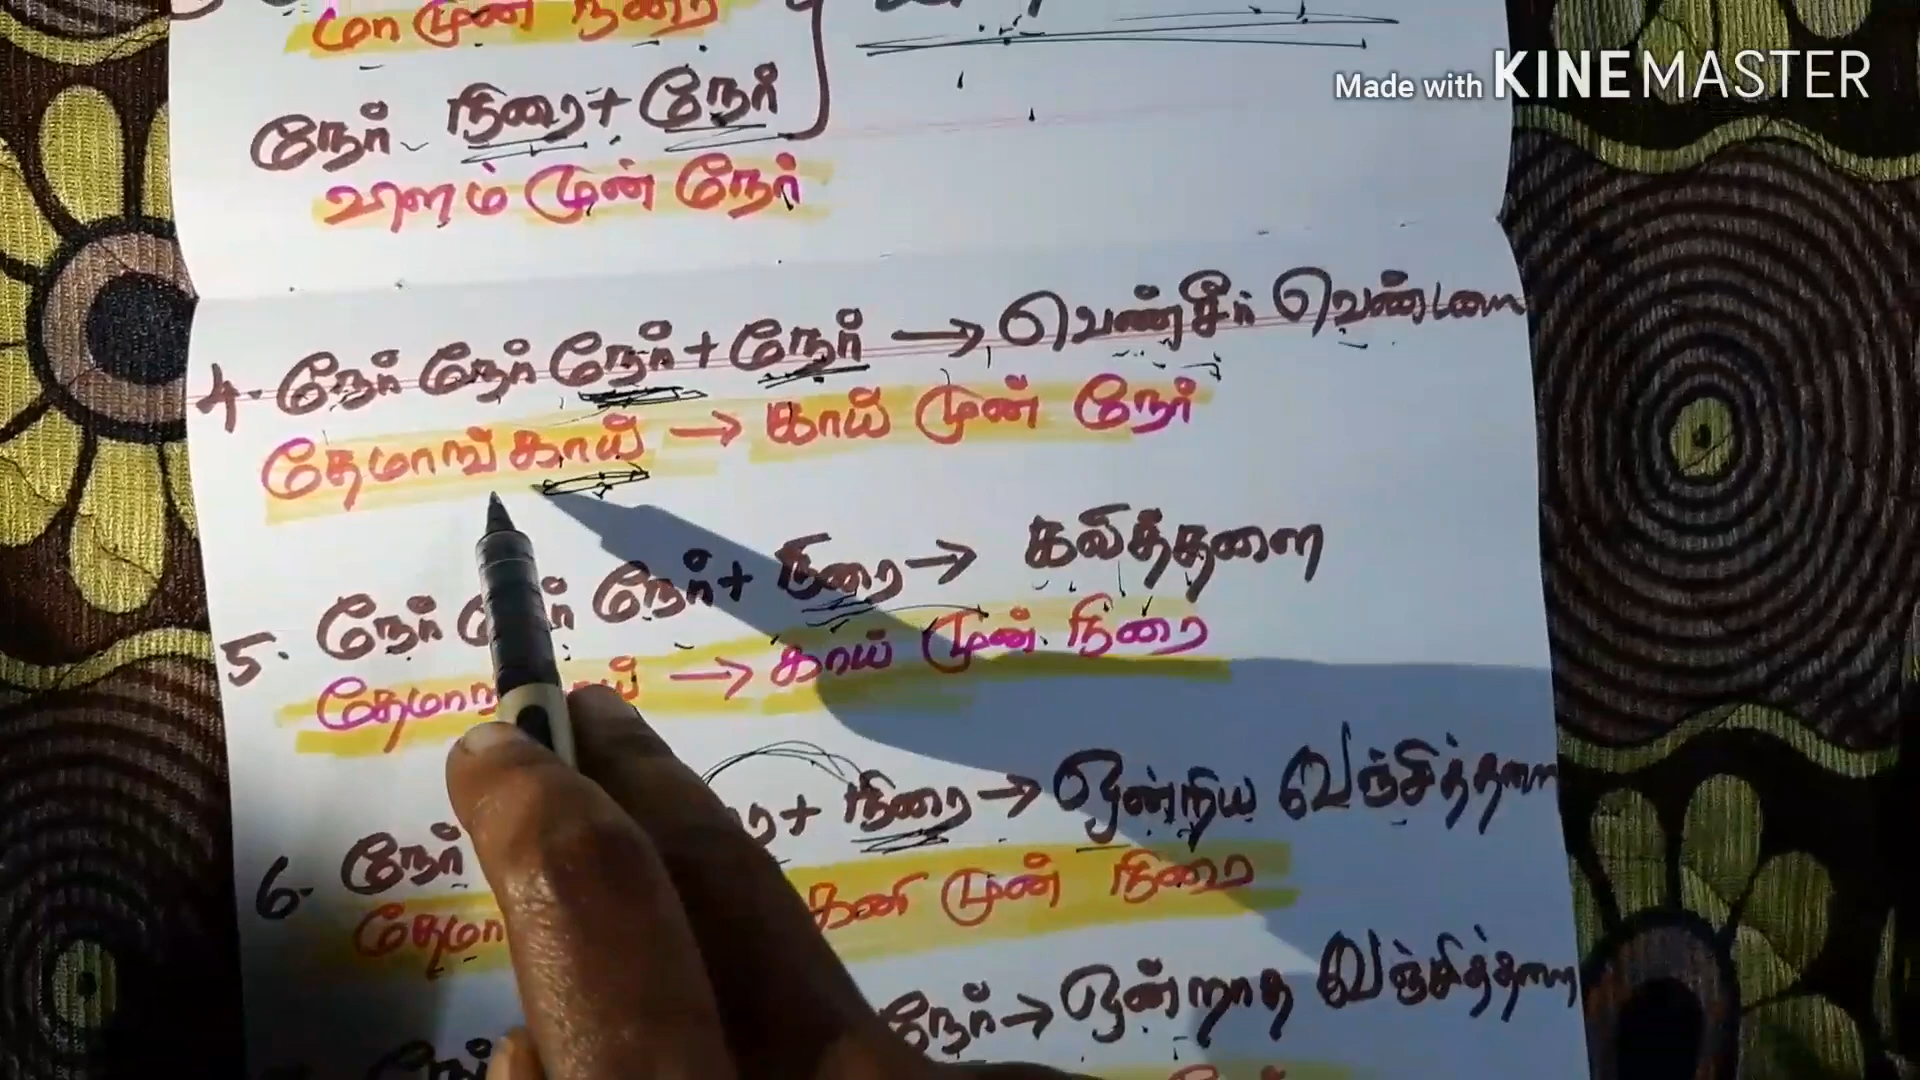 மா முன் நிரை
Made with KINEMASTER
நேர் நிரை + நேர்
விளம் முன் நேர்
4. நேர் நேர் நேர் + நேர் → வெண்சீர் வெண்டளை
தேமாங்காய் → காய் முன் நேர்
5. நேர் நேர் + நிரை → கலித்தளை
→ காய் முன் நிரை
6. நேர் + நிரை → ஒன்றிய வஞ்சித்தளை
தேமா கனி முன் நிரை
நேர் → ஒன்றாத வஞ்சித்தளை